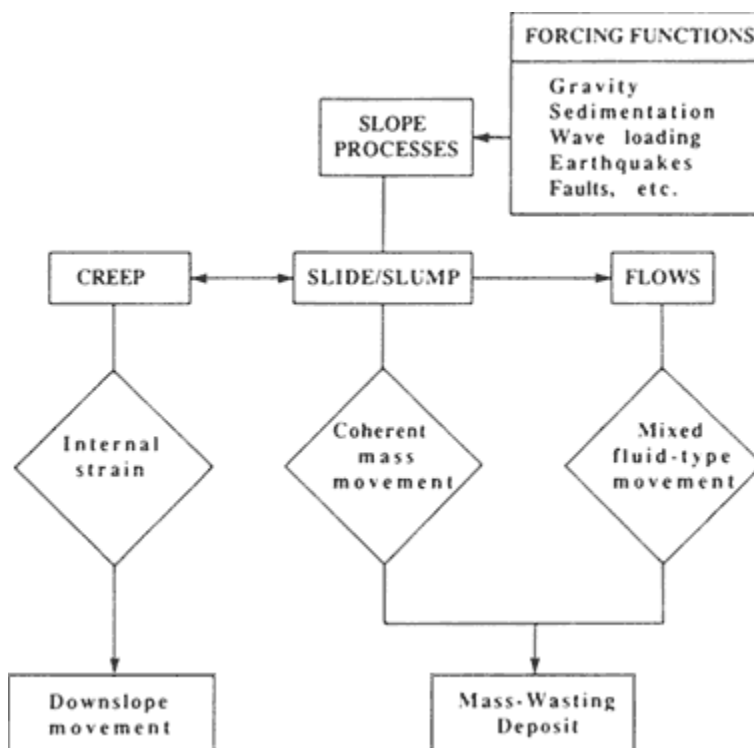 FORCING FUNCTIONS
Gravity
Sedimentation
Wave loading
Earthquakes
Faults, etc.
SLOPE
PROCESSES
CREEP
SLIDE/SLUMP
FLOWS
Internal
strain
Coherent
mass
movement
Mixed
fluid-type
movement
Downslope
movement
Mass-Wasting
Deposit